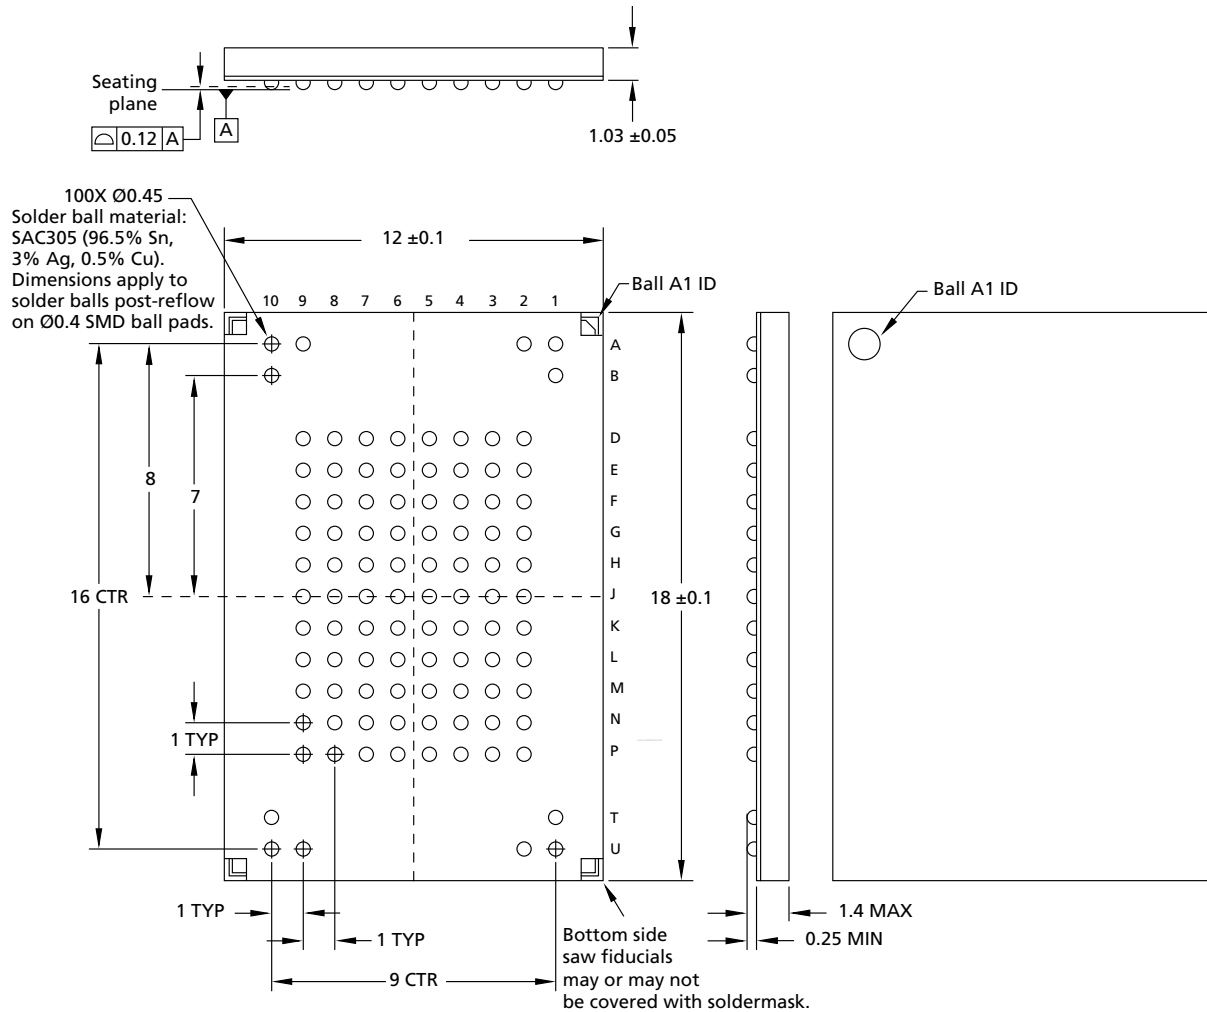 Seating
plane
0.12 A
A
1.03 ±0.05
100X Ø0.45
Solder ball material:
SAC305 (96.5% Sn,
3% Ag, 0.5% Cu).
Dimensions apply to
solder balls post-reflow
on Ø0.4 SMD ball pads.
12 ±0.1
Ball A1 ID
Ball A1 ID
10 9 8 7 6 5 4 3 2 1
A
B
D
E
F
G
H
J
K
L
M
N
P
T
U
8
7
16 CTR
18 ±0.1
1 TYP
1 TYP
1 TYP
9 CTR
Bottom side
saw fiducials
may or may not
be covered with soldermask.
1.4 MAX
0.25 MIN